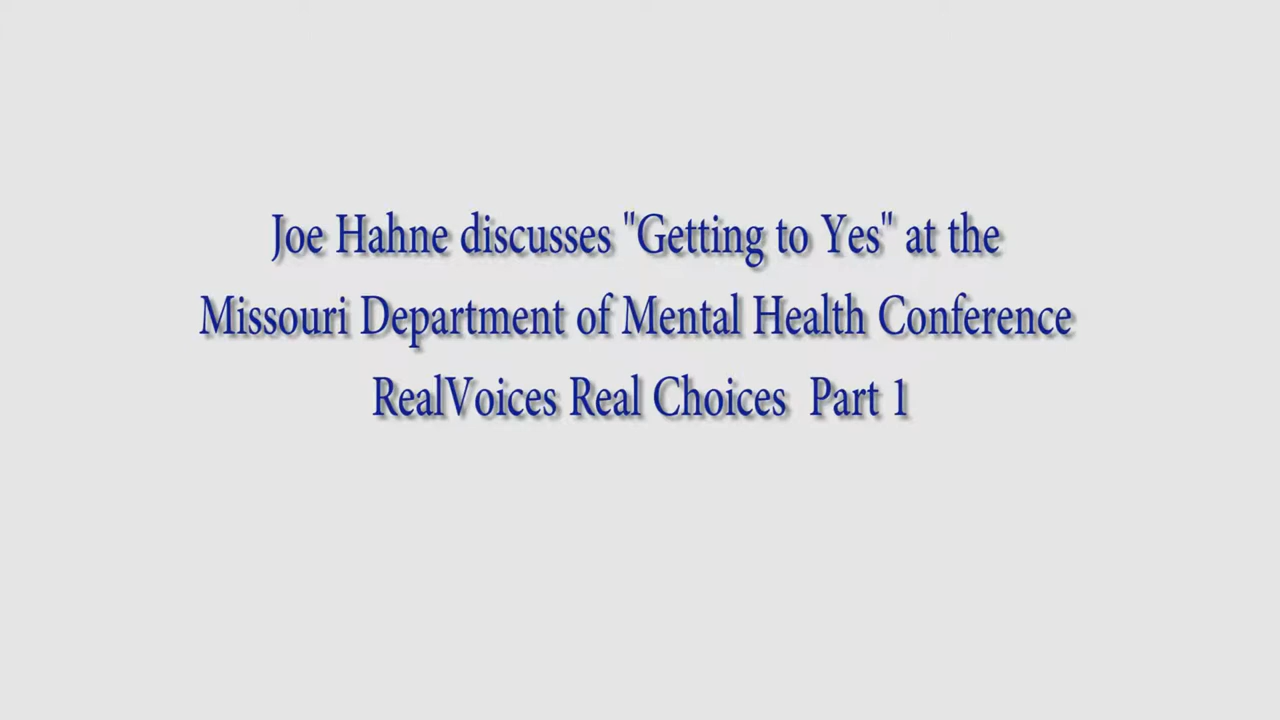 Joe Hahne discusses "Getting to Yes" at the
Missouri Department of Mental Health Conference
RealVoices Real Choices  Part 1